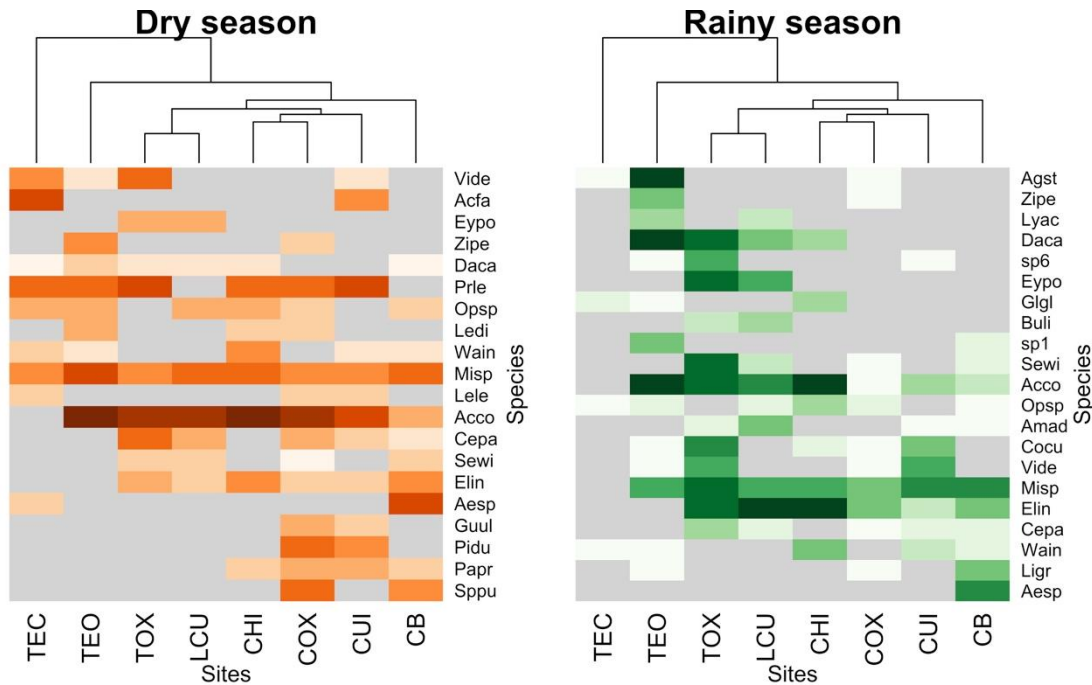 Dry season
Vide
Acfa
Eypo
Zipe
Daca
Prle
Opsp
Ledi
Wain
Misp
Lele
Acco
Cepa
Sewi
Elin
Aesp
Guul
Pidu
Papr
Sppu
Species
TEC
TEO
TOX
LCU
CHI
COX
CUI
CB
Sites
Rainy season
Agst
Zipe
Lyac
Daca
sp6
Eypo
Glgl
Buli
sp1
Sewi
Acco
Opsp
Amad
Cocu
Vide
Misp
Elin
Cepa
Wain
Ligr
Aesp
Species
TEC
TEO
TOX
LCU
CHI
COX
CUI
CB
Sites